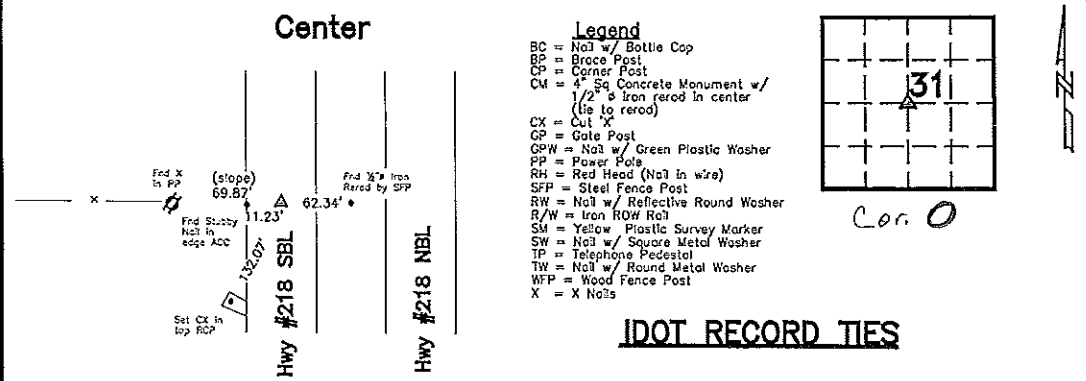 Center
Legend
BC = Nail w/ Bottle Cap
BP = Brace Post
CP = Corner Post
CM = 4" Sq Concrete Monument w/
1/2" ø iron rerod in center
(tie to rerod)
CX = Cut 'X'
GP = Gate Post
GPW = Nail w/ Green Plastic Washer
PP = Power Pole
RH = Red Head (Nail in wire)
SFP = Steel Fence Post
RW = Nail w/ Reflective Round Washer
R/W = Iron ROW Rail
SM = Yellow Plastic Survey Marker
SW = Nail w/ Square Metal Washer
TP = Telephone Pedestal
TW = Nail w/ Round Metal Washer
WFP = Wood Fence Post
X = X Nails
31
N
Cor. O
Fnd X
in PP
(slope)
69.87'
Fnd ½"ø Iron
Rerod by SFP
x
62.34'
11.23'
Fnd Stubby
Nail in
edge ACC
132.07'
Set CX in
top RCP
Hwy #218 SBL
Hwy #218 NBL
IDOT RECORD TIES